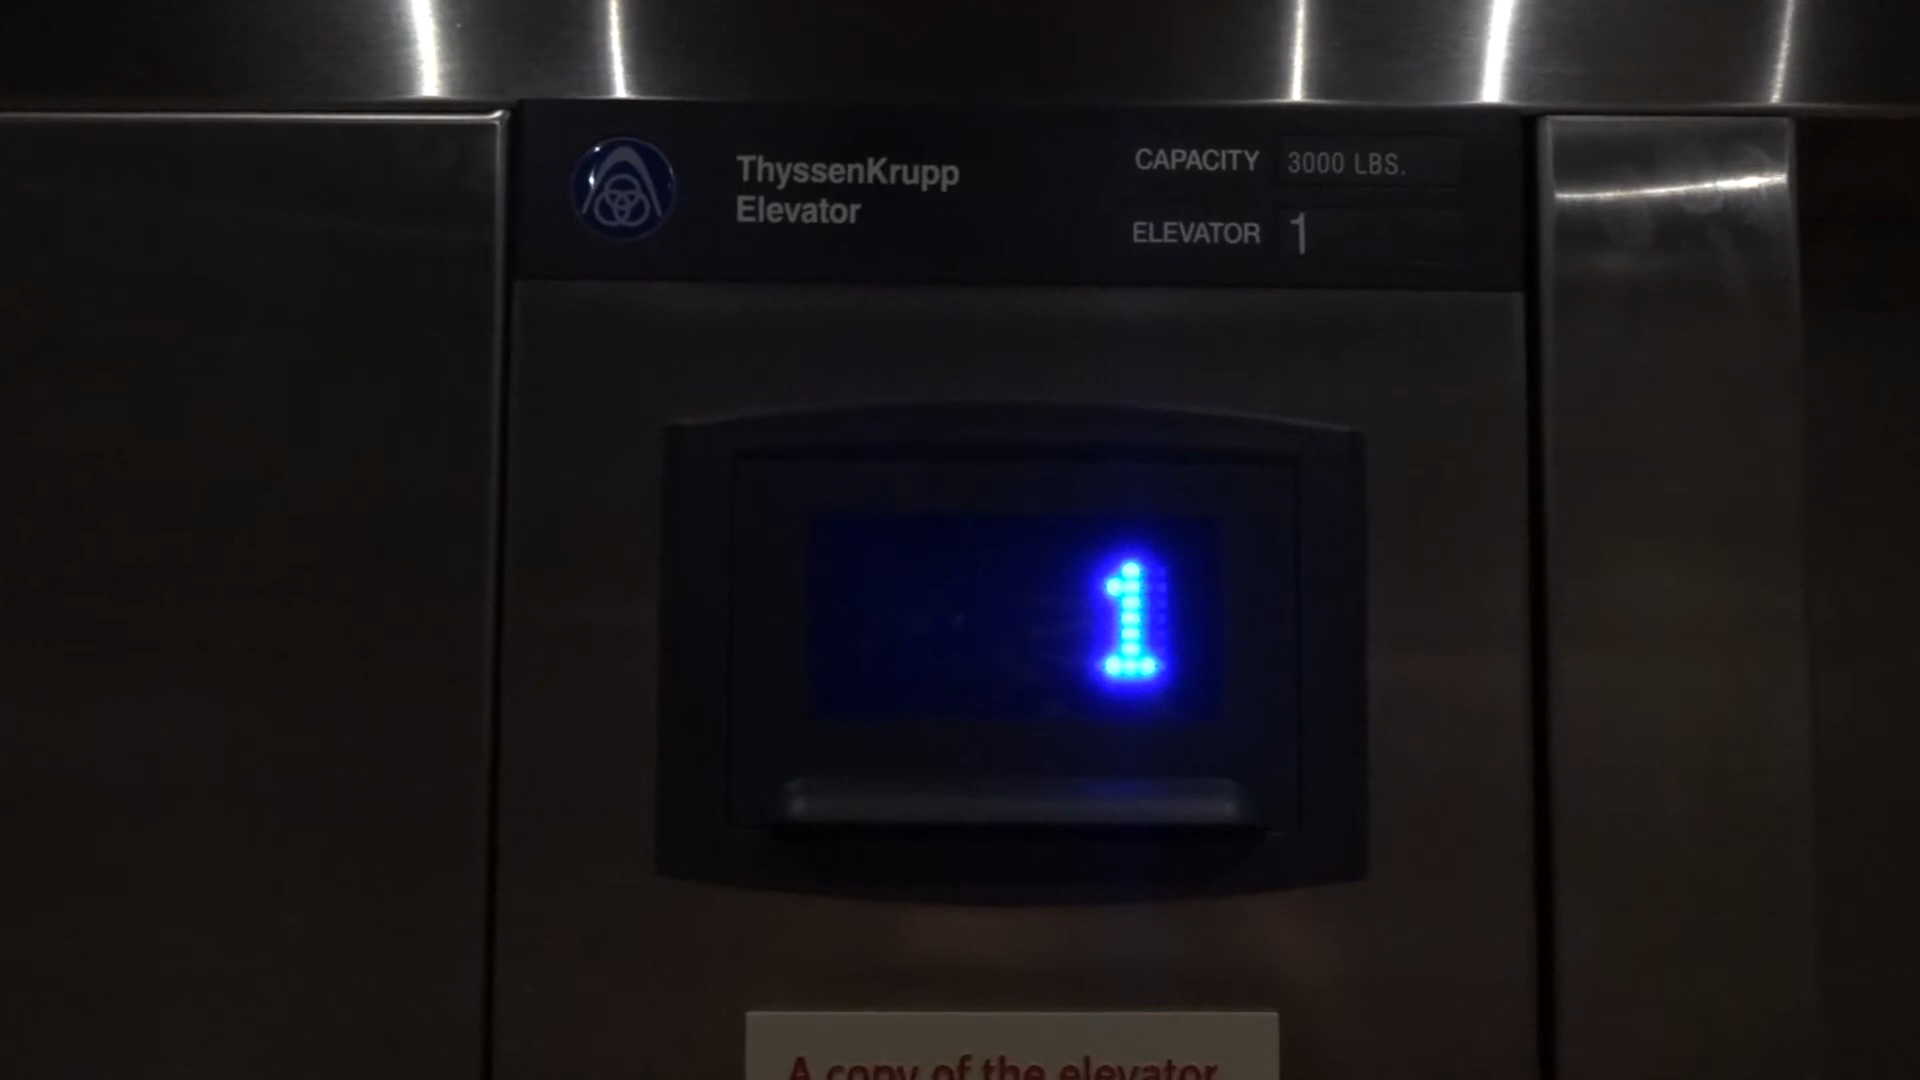 ThyssenKrupp
Elevator
CAPACITY 3000 LBS.
ELEVATOR 1
1
A copy of the elevator